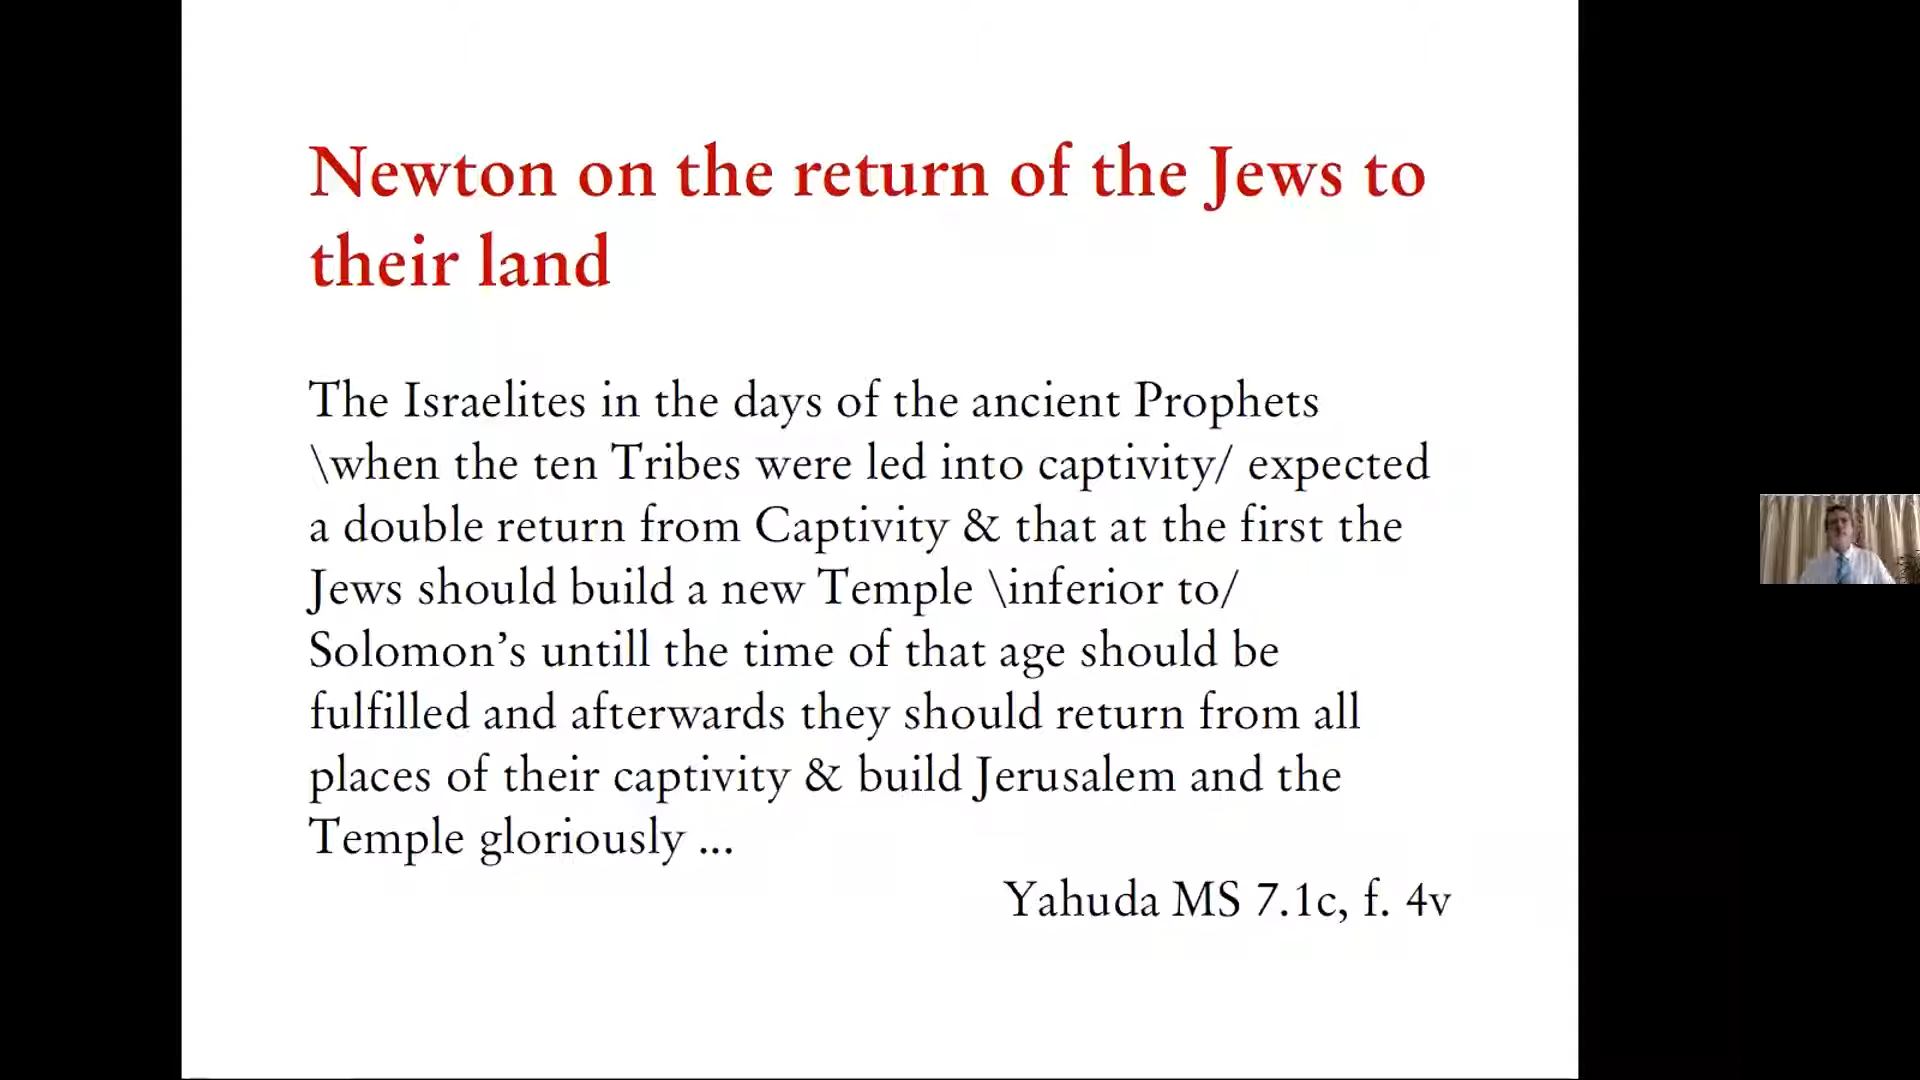 Newton on the return of the Jews to
their land
The Israelites in the days of the ancient Prophets
\when the ten Tribes were led into captivity/ expected
a double return from Captivity & that at the first the
Jews should build a new Temple \inferior to/
Solomon’s untill the time of that age should be
fulfilled and afterwards they should return from all
places of their captivity & build Jerusalem and the
Temple gloriously ...
Yahuda MS 7.1c, f. 4v